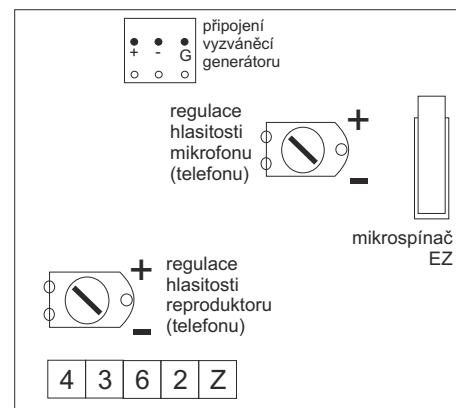 připojení
vyzváněcí
generátoru
+ - G
regulace
hlasitosti
mikrofonu
(telefonu)
+
-
mikrospínač
EZ
regulace
hlasitosti
reproduktoru
(telefonu)
+
-
4 3 6 2 Z